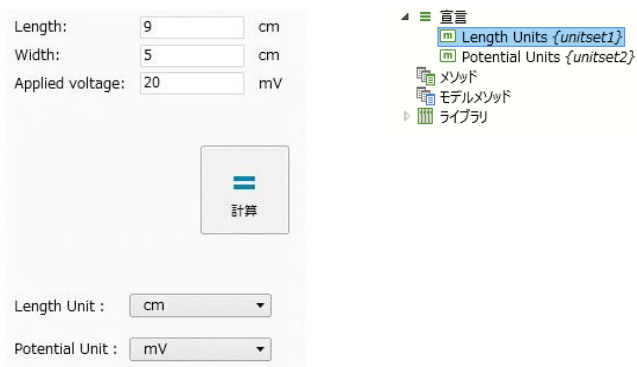 Length: 9 cm
Width: 5 cm
Applied voltage: 20 mV
計算
Length Unit : cm
Potential Unit : mV
宣言
Length Units {unitset1}
Potential Units {unitset2}
メソッド
モデルメソッド
ライブラリ